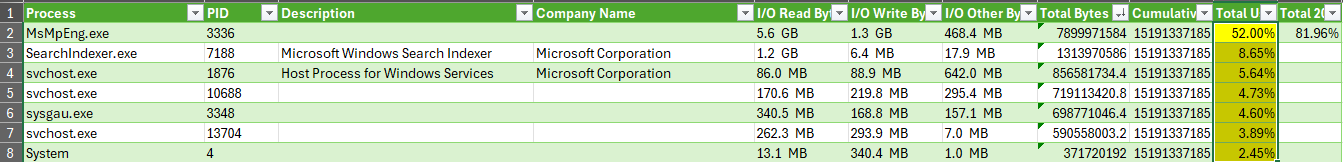 1 Process PID Description Company Name I/O Read Byt I/O Write By I/O Other By Total Bytes Cumulativ Total U Total 20
2 MsMpEng.exe 3336 5.6 GB 1.3 GB 468.4 MB 7899971584 15191337185 52.00% 81.96%
3 SearchIndexer.exe 7188 Microsoft Windows Search Indexer Microsoft Corporation 1.2 GB 6.4 MB 17.9 MB 1313970586 15191337185 8.65%
4 svchost.exe 1876 Host Process for Windows Services Microsoft Corporation 86.0 MB 88.9 MB 642.0 MB 856581734.4 15191337185 5.64%
5 svchost.exe 10688 170.6 MB 219.8 MB 295.4 MB 719113420.8 15191337185 4.73%
6 sysgau.exe 3348 340.5 MB 168.8 MB 157.1 MB 698771046.4 15191337185 4.60%
7 svchost.exe 13704 262.3 MB 293.9 MB 7.0 MB 590558003.2 15191337185 3.89%
8 System 4 13.1 MB 340.4 MB 1.0 MB 371720192 15191337185 2.45%